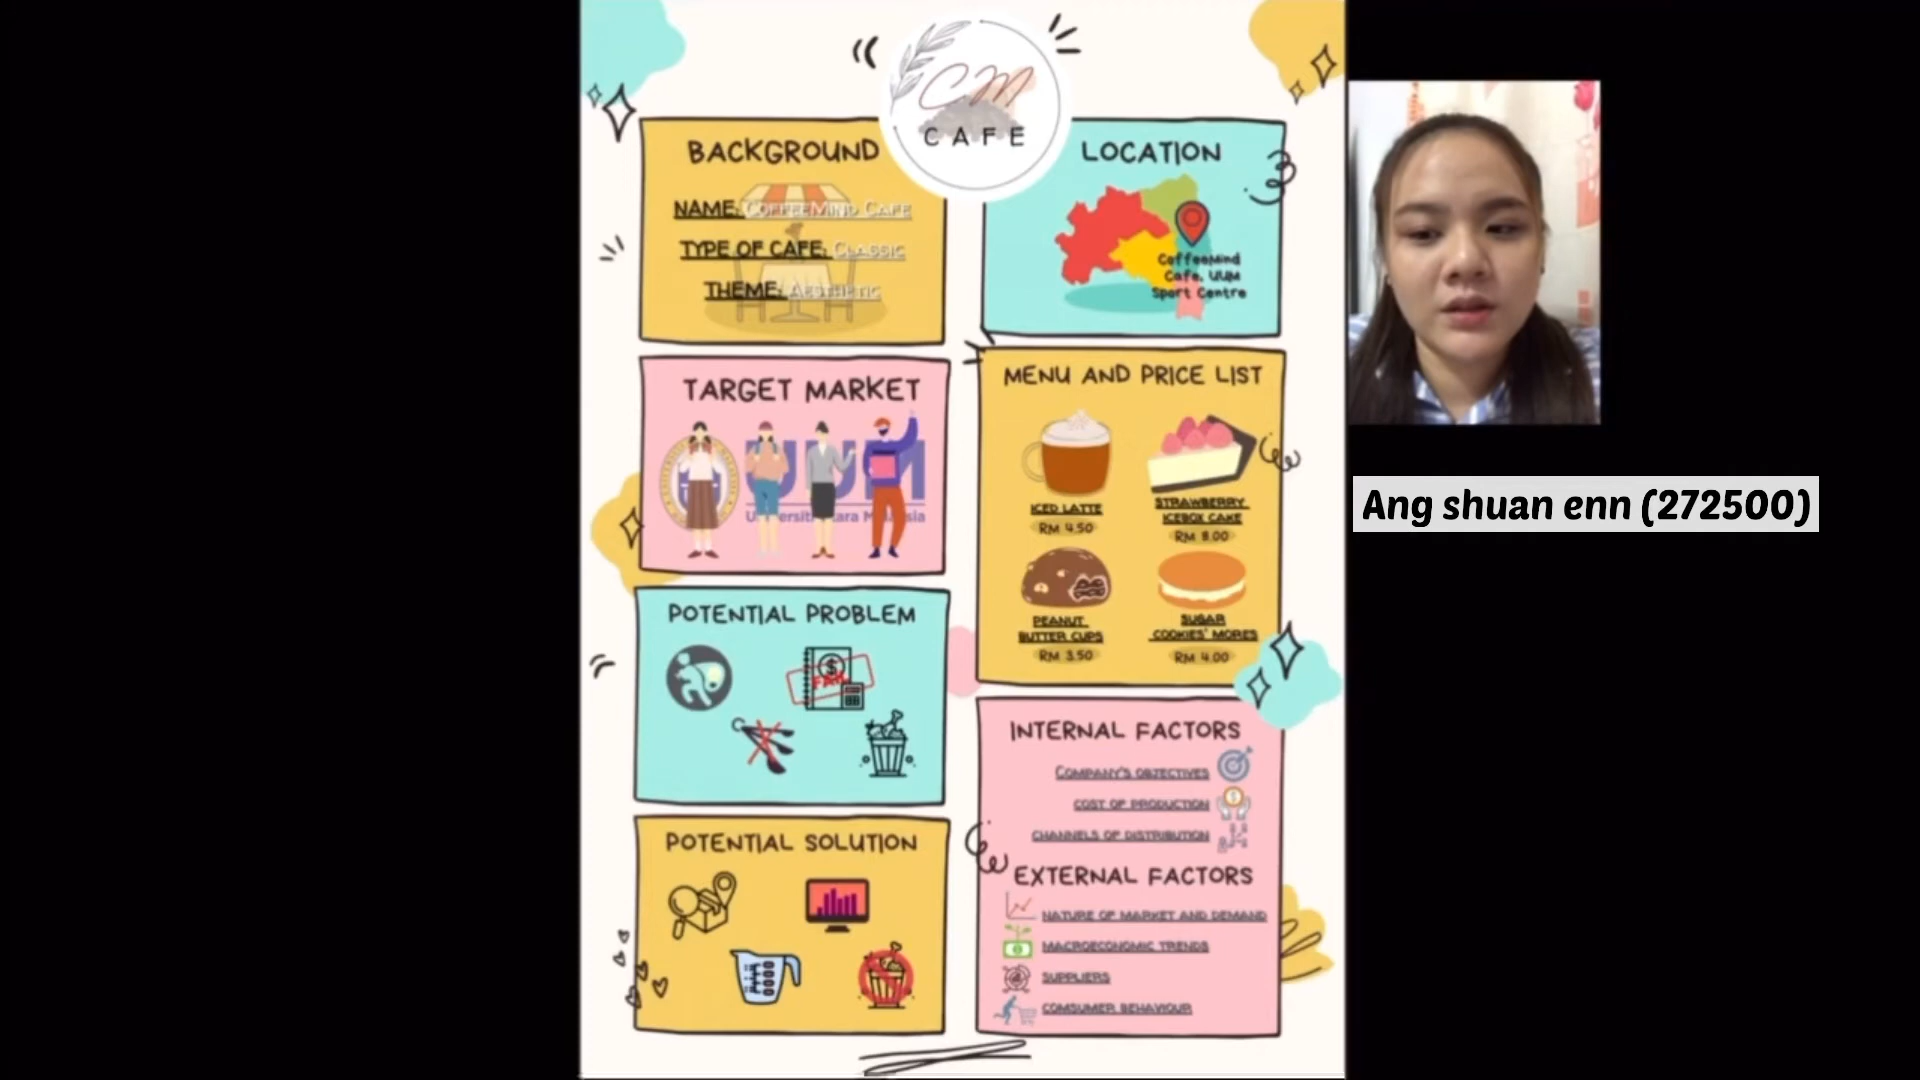 CM
CAFE
BACKGROUND
NAME: COFFEEMIND CAFE
TYPE OF CAFE: CLASSIC
THEME: AESTHETIC
LOCATION
CoffeeMind
Cafe, UUM
Sport Centre
TARGET MARKET
UUM
MENU AND PRICE LIST
ICED LATTE
RM 4.50
STRAWBERRY
ICEBOX CAKE
RM 8.00
PEANUT
BUTTER CUPS
RM 3.50
SUGAR
COOKIES' MORES
RM 4.00
POTENTIAL PROBLEM
FAIL
POTENTIAL SOLUTION
INTERNAL FACTORS
COMPANY'S OBJECTIVES
COST OF PRODUCTION
CHANNELS OF DISTRIBUTION
EXTERNAL FACTORS
NATURE OF MARKET AND DEMAND
MACROECONOMIC TRENDS
SUPPLIERS
COMSUMER BEHAVIOUR
Ang shuan enn (272500)